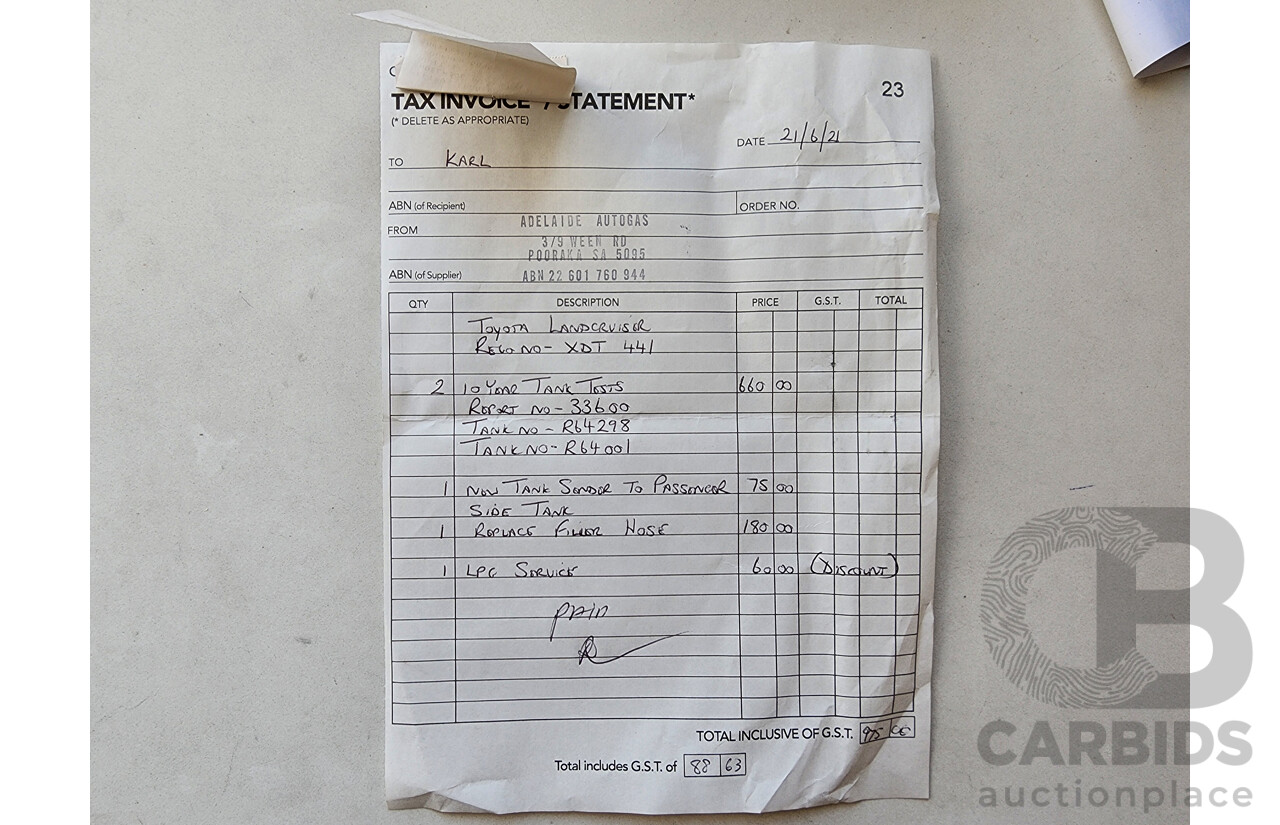 23
TAX INVOICE / STATEMENT*
(* DELETE AS APPROPRIATE)
DATE 21/6/21
TO KARL
ABN (of Recipient)
ORDER NO.
ADELAIDE AUTOGAS
FROM
3/9 WEEN RD
POORAKA SA 5095
ABN (of Supplier) ABN 22 601 760 944
QTY DESCRIPTION PRICE G.S.T. TOTAL
TOYOTA LANDCRUISER
REGO NO- XDT 441
2 10 YEAR TANK TESTS 660 00
REPORT NO - 33600
TANK NO - R64298
TANK NO - R64001
1 NEW TANK SENDER TO PASSENGER 75 00
SIDE TANK
1 REPLACE FILLER HOSE 180 00
1 LPG SERVICE 60 00 (DISCOUNT)
PAID
TOTAL INCLUSIVE OF G.S.T. 975 00
Total includes G.S.T. of 88 63
CB
CARBIDS
auctionplace